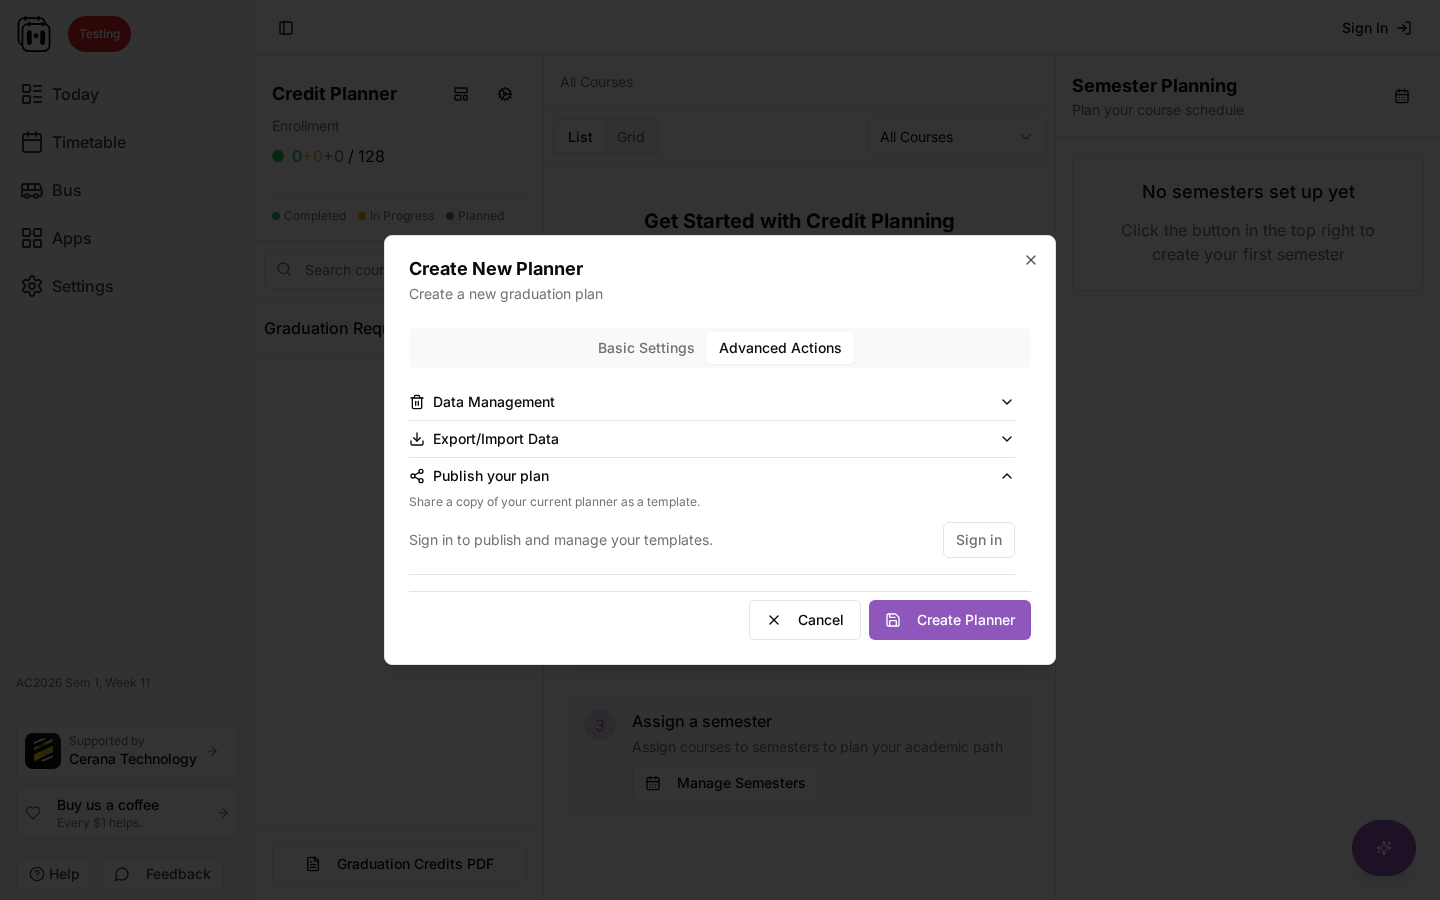 Testing
Sign In
Today
Timetable
Bus
Apps
Settings
AC2026 Sem 1, Week 11
Supported by
Cerana Technology
Buy us a coffee
Every $1 helps.
Help
Feedback
Credit Planner
Enrollment
0+0+0 / 128
Completed
In Progress
Planned
Search cour
Graduation Requ
Graduation Credits PDF
All Courses
List
Grid
All Courses
Get Started with Credit Planning
3
Assign a semester
Assign courses to semesters to plan your academic path
Manage Semesters
Semester Planning
Plan your course schedule
No semesters set up yet
Click the button in the top right to
create your first semester
Create New Planner
Create a new graduation plan
Basic Settings
Advanced Actions
Data Management
Export/Import Data
Publish your plan
Share a copy of your current planner as a template.
Sign in to publish and manage your templates.
Sign in
Cancel
Create Planner